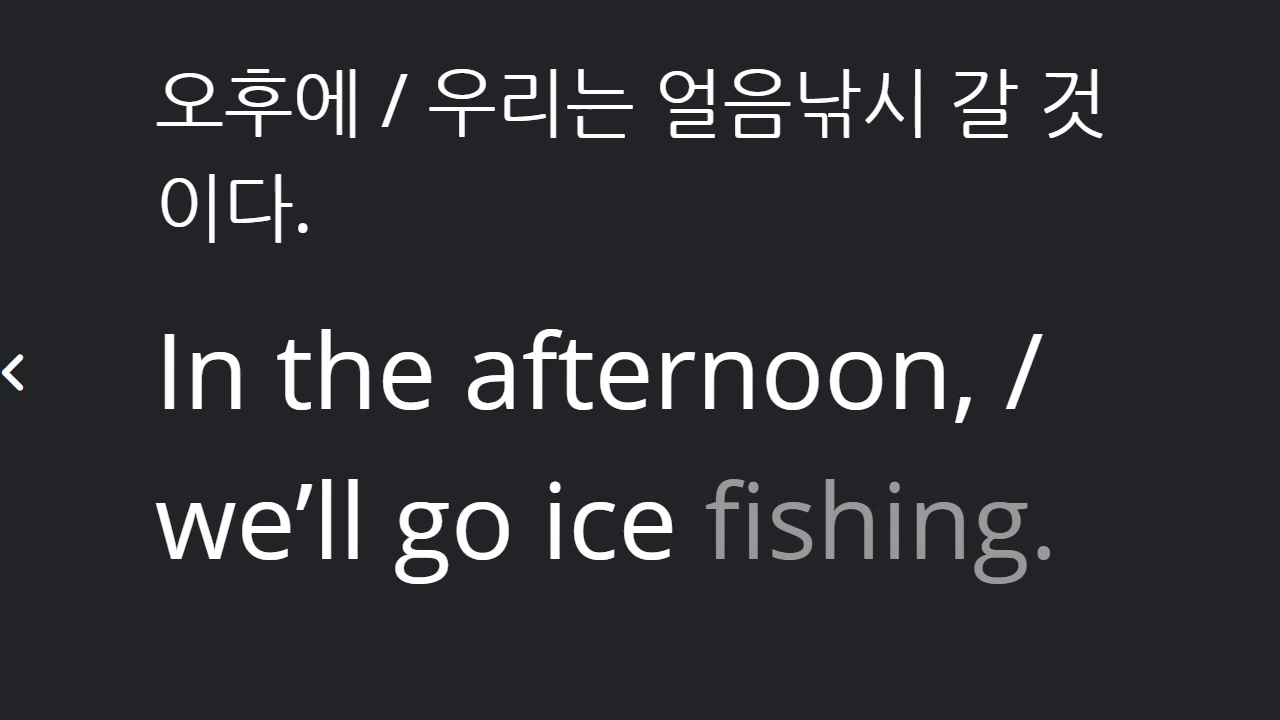 오후에 / 우리는 얼음낚시 갈 것
이다.
In the afternoon, /
we’ll go ice fishing.